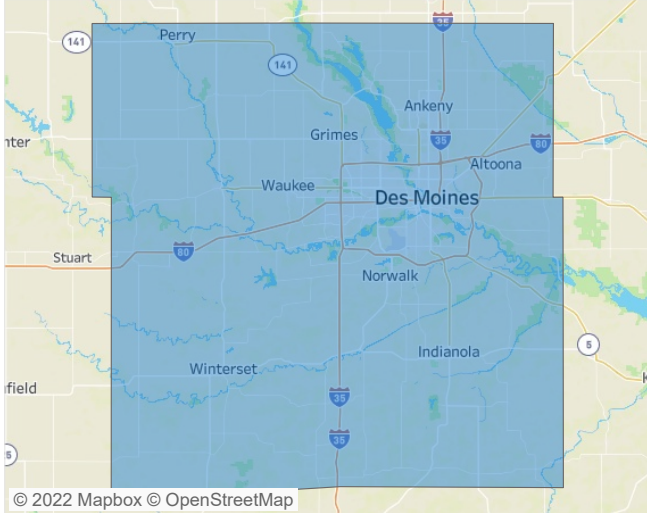 35
141
Perry
141
Ankeny
nter
Grimes
35
80
Altoona
Waukee
Des Moines
80
Stuart
Norwalk
5
Indianola
Winterset
field
35
35
5
© 2022 Mapbox © OpenStreetMap